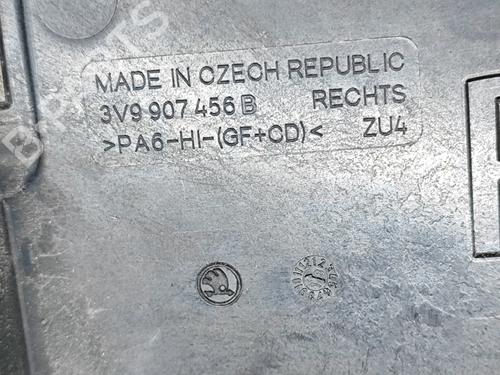 MADE IN CZECH REPUBLIC
3V9 907 456 B RECHTS
>PA6-HI-(GF+CD)< ZU4